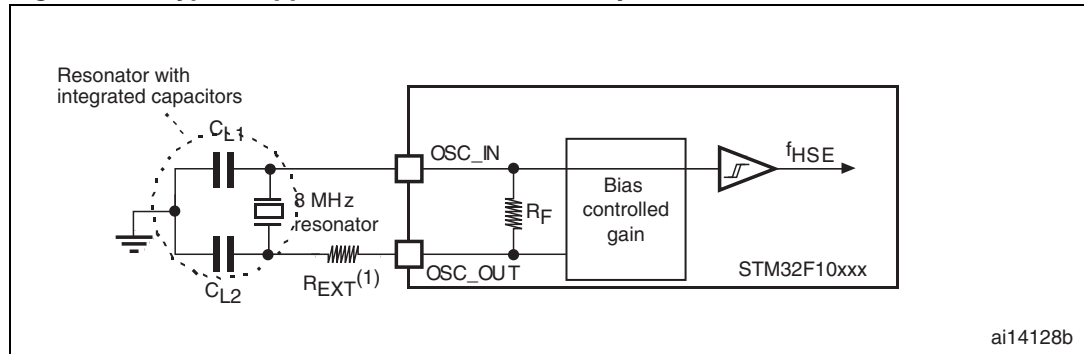 Resonator with
integrated capacitors
CL1
OSC_IN
fHSE
8 MHz
resonator
RF
Bias
controlled
gain
REXT(1)
OSC_OUT
STM32F10xxx
CL2
ai14128b